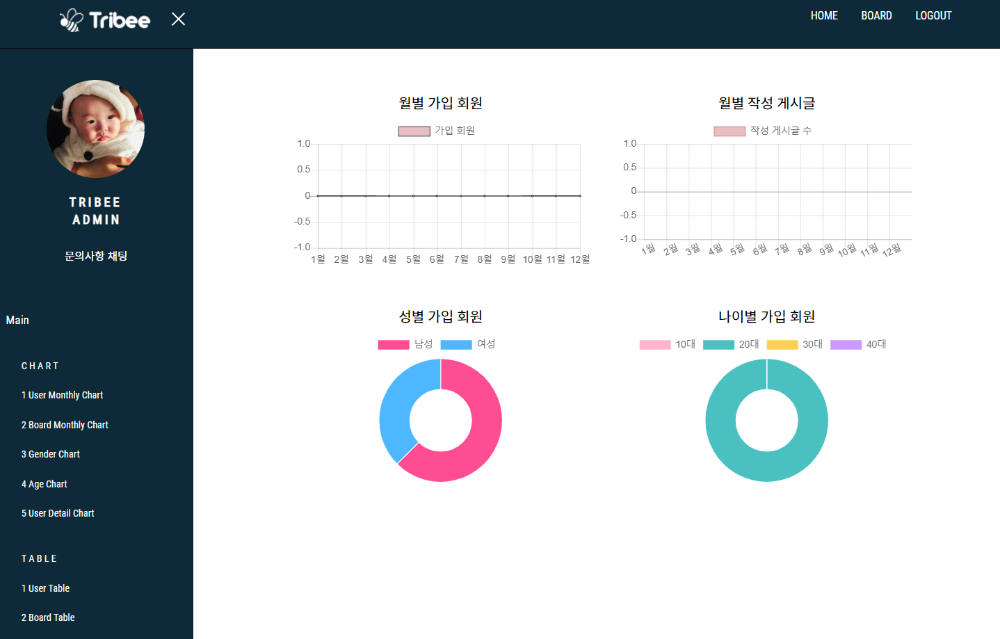 Tribee
HOME BOARD LOGOUT
TRIBEE
ADMIN
문의사항 채팅
Main
CHART
1 User Monthly Chart
2 Board Monthly Chart
3 Gender Chart
4 Age Chart
5 User Detail Chart
TABLE
1 User Table
2 Board Table
월별 가입 회원
가입 회원
1.0
0.5
0
-0.5
-1.0
1월 2월 3월 4월 5월 6월 7월 8월 9월 10월 11월 12월
월별 작성 게시글
작성 게시글 수
1.0
0.5
0
-0.5
-1.0
1월 2월 3월 4월 5월 6월 7월 8월 9월 10월 11월 12월
성별 가입 회원
남성 여성
나이별 가입 회원
10대 20대 30대 40대